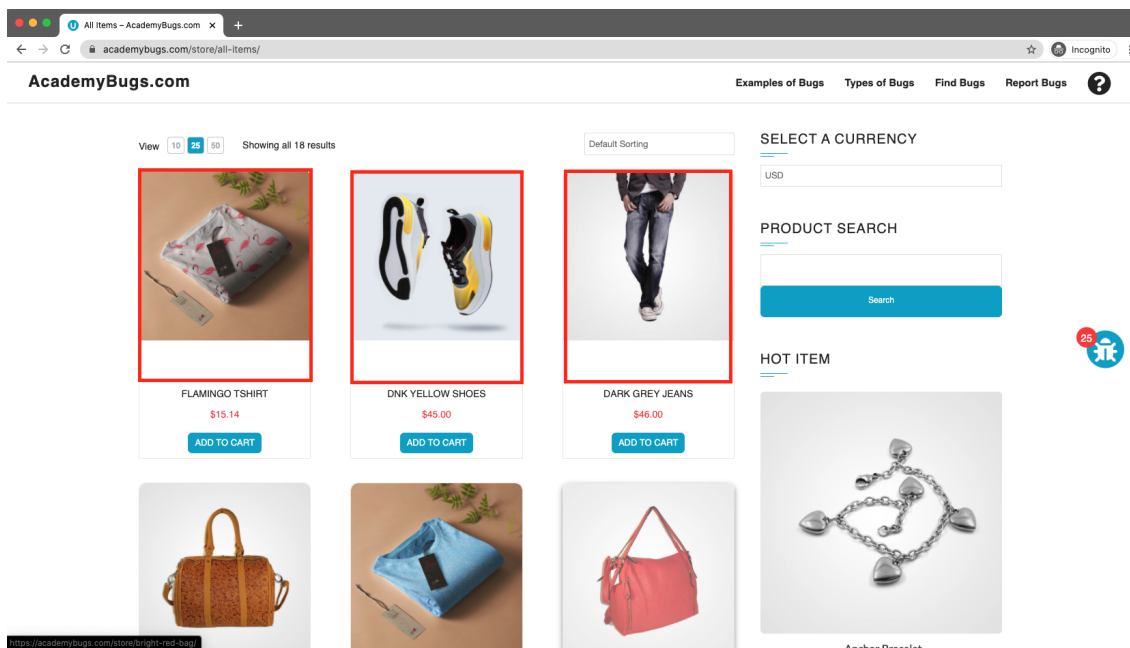 All Items – AcademyBugs.com
academybugs.com/store/all-items/
Incognito
AcademyBugs.com
Examples of Bugs Types of Bugs Find Bugs Report Bugs ?
View 10 25 50 Showing all 18 results
Default Sorting
FLAMINGO TSHIRT
$15.14
ADD TO CART
DNK YELLOW SHOES
$45.00
ADD TO CART
DARK GREY JEANS
$46.00
ADD TO CART
SELECT A CURRENCY
USD
PRODUCT SEARCH
Search
HOT ITEM
25
Anchor Bracelet
https://academybugs.com/store/bright-red-bag/